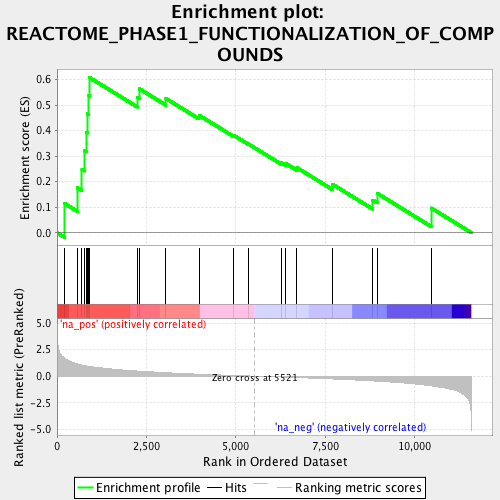 Enrichment plot:
REACTOME_PHASE1_FUNCTIONALIZATION_OF_COMP
OUNDS
Enrichment score (ES)
0.6
0.5
0.4
0.3
0.2
0.1
0.0
Ranked list metric (PreRanked)
5.0
2.5
0.0
-2.5
-5.0
'na_pos' (positively correlated)
Zero cross at 5521
'na_neg' (negatively correlated)
0
2,500
5,000
7,500
10,000
Rank in Ordered Dataset
Enrichment profile
Hits
Ranking metric scores